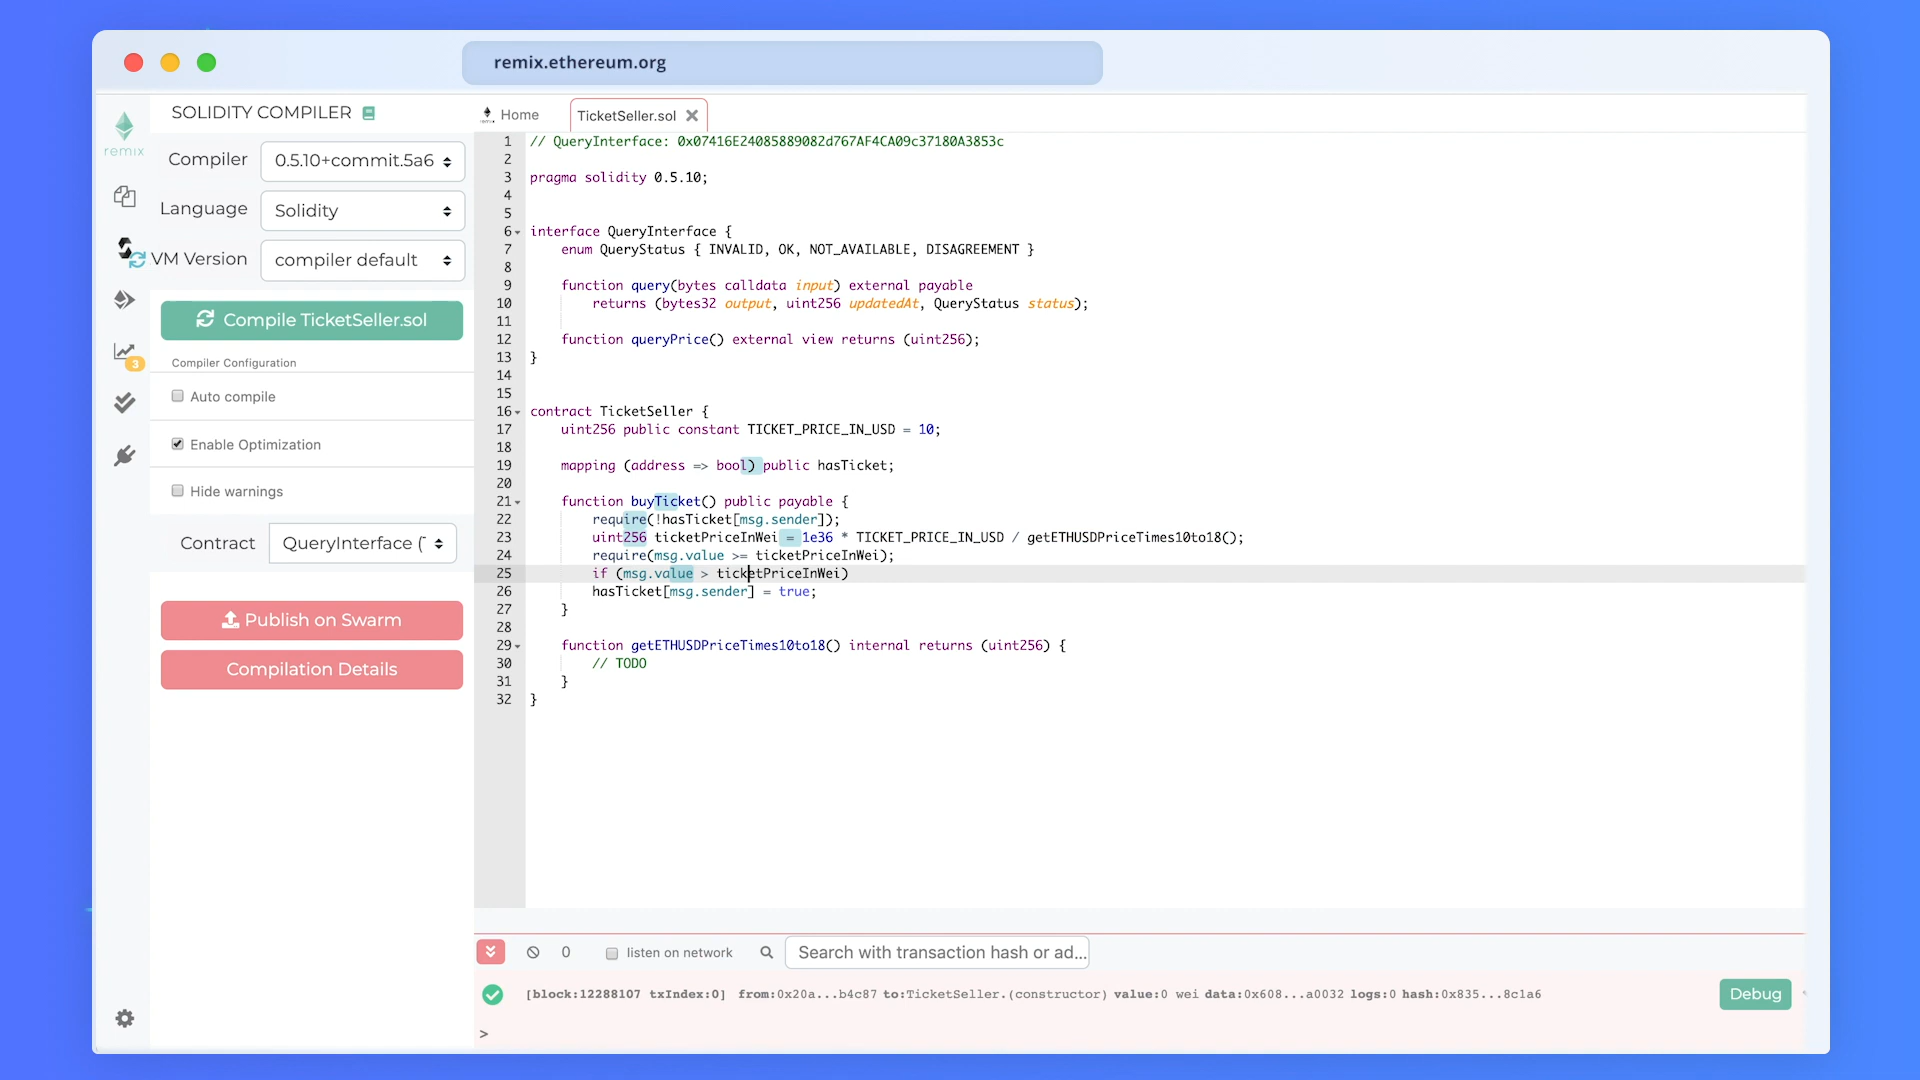 remix.ethereum.org
remix
SOLIDITY COMPILER
Compiler
0.5.10+commit.5a6
Language
Solidity
VM Version
compiler default
Compile TicketSeller.sol
3
Compiler Configuration
Auto compile
Enable Optimization
Hide warnings
Contract
QueryInterface (
Publish on Swarm
Compilation Details
Home
TicketSeller.sol
1 // QueryInterface: 0x07416E24085889082d767AF4CA09c37180A3853c
2
3 pragma solidity 0.5.10;
4
5
6 interface QueryInterface {
7 enum QueryStatus { INVALID, OK, NOT_AVAILABLE, DISAGREEMENT }
8
9 function query(bytes calldata input) external payable
10 returns (bytes32 output, uint256 updatedAt, QueryStatus status);
11
12 function queryPrice() external view returns (uint256);
13 }
14
15
16 contract TicketSeller {
17 uint256 public constant TICKET_PRICE_IN_USD = 10;
18
19 mapping (address => bool) public hasTicket;
20
21 function buyTicket() public payable {
22 require(!hasTicket[msg.sender]);
23 uint256 ticketPriceInWei = 1e36 * TICKET_PRICE_IN_USD / getETHUSDPriceTimes10to18();
24 require(msg.value >= ticketPriceInWei);
25 if (msg.value > ticketPriceInWei)
26 hasTicket[msg.sender] = true;
27 }
28
29 function getETHUSDPriceTimes10to18() internal returns (uint256) {
30 // TODO
31 }
32 }
0
listen on network
Search with transaction hash or ad...
[block:12288107 txIndex:0] from:0x20a...b4c87 to:TicketSeller.(constructor) value:0 wei data:0x608...a0032 logs:0 hash:0x835...8c1a6
Debug
>